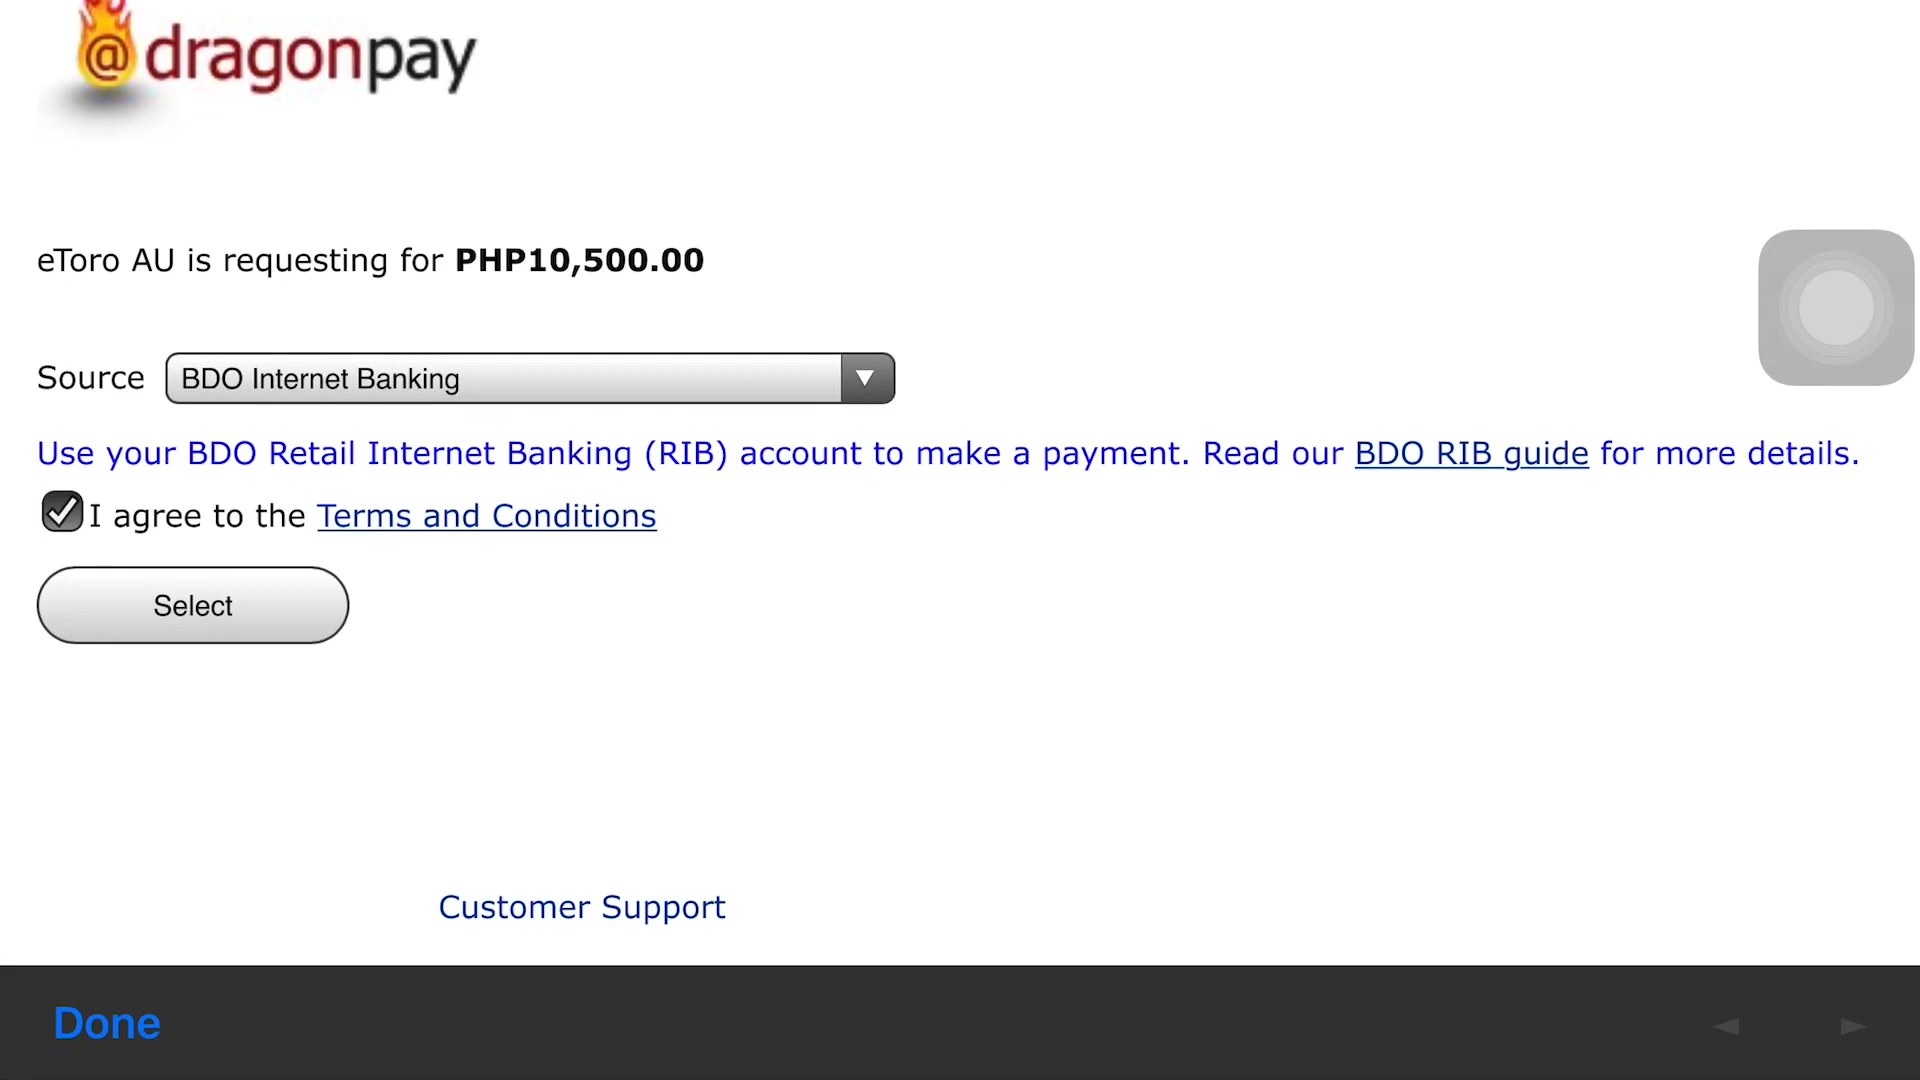 @dragonpay
eToro AU is requesting for PHP10,500.00
Source BDO Internet Banking
Use your BDO Retail Internet Banking (RIB) account to make a payment. Read our BDO RIB guide for more details.
I agree to the Terms and Conditions
Select
Customer Support
Done